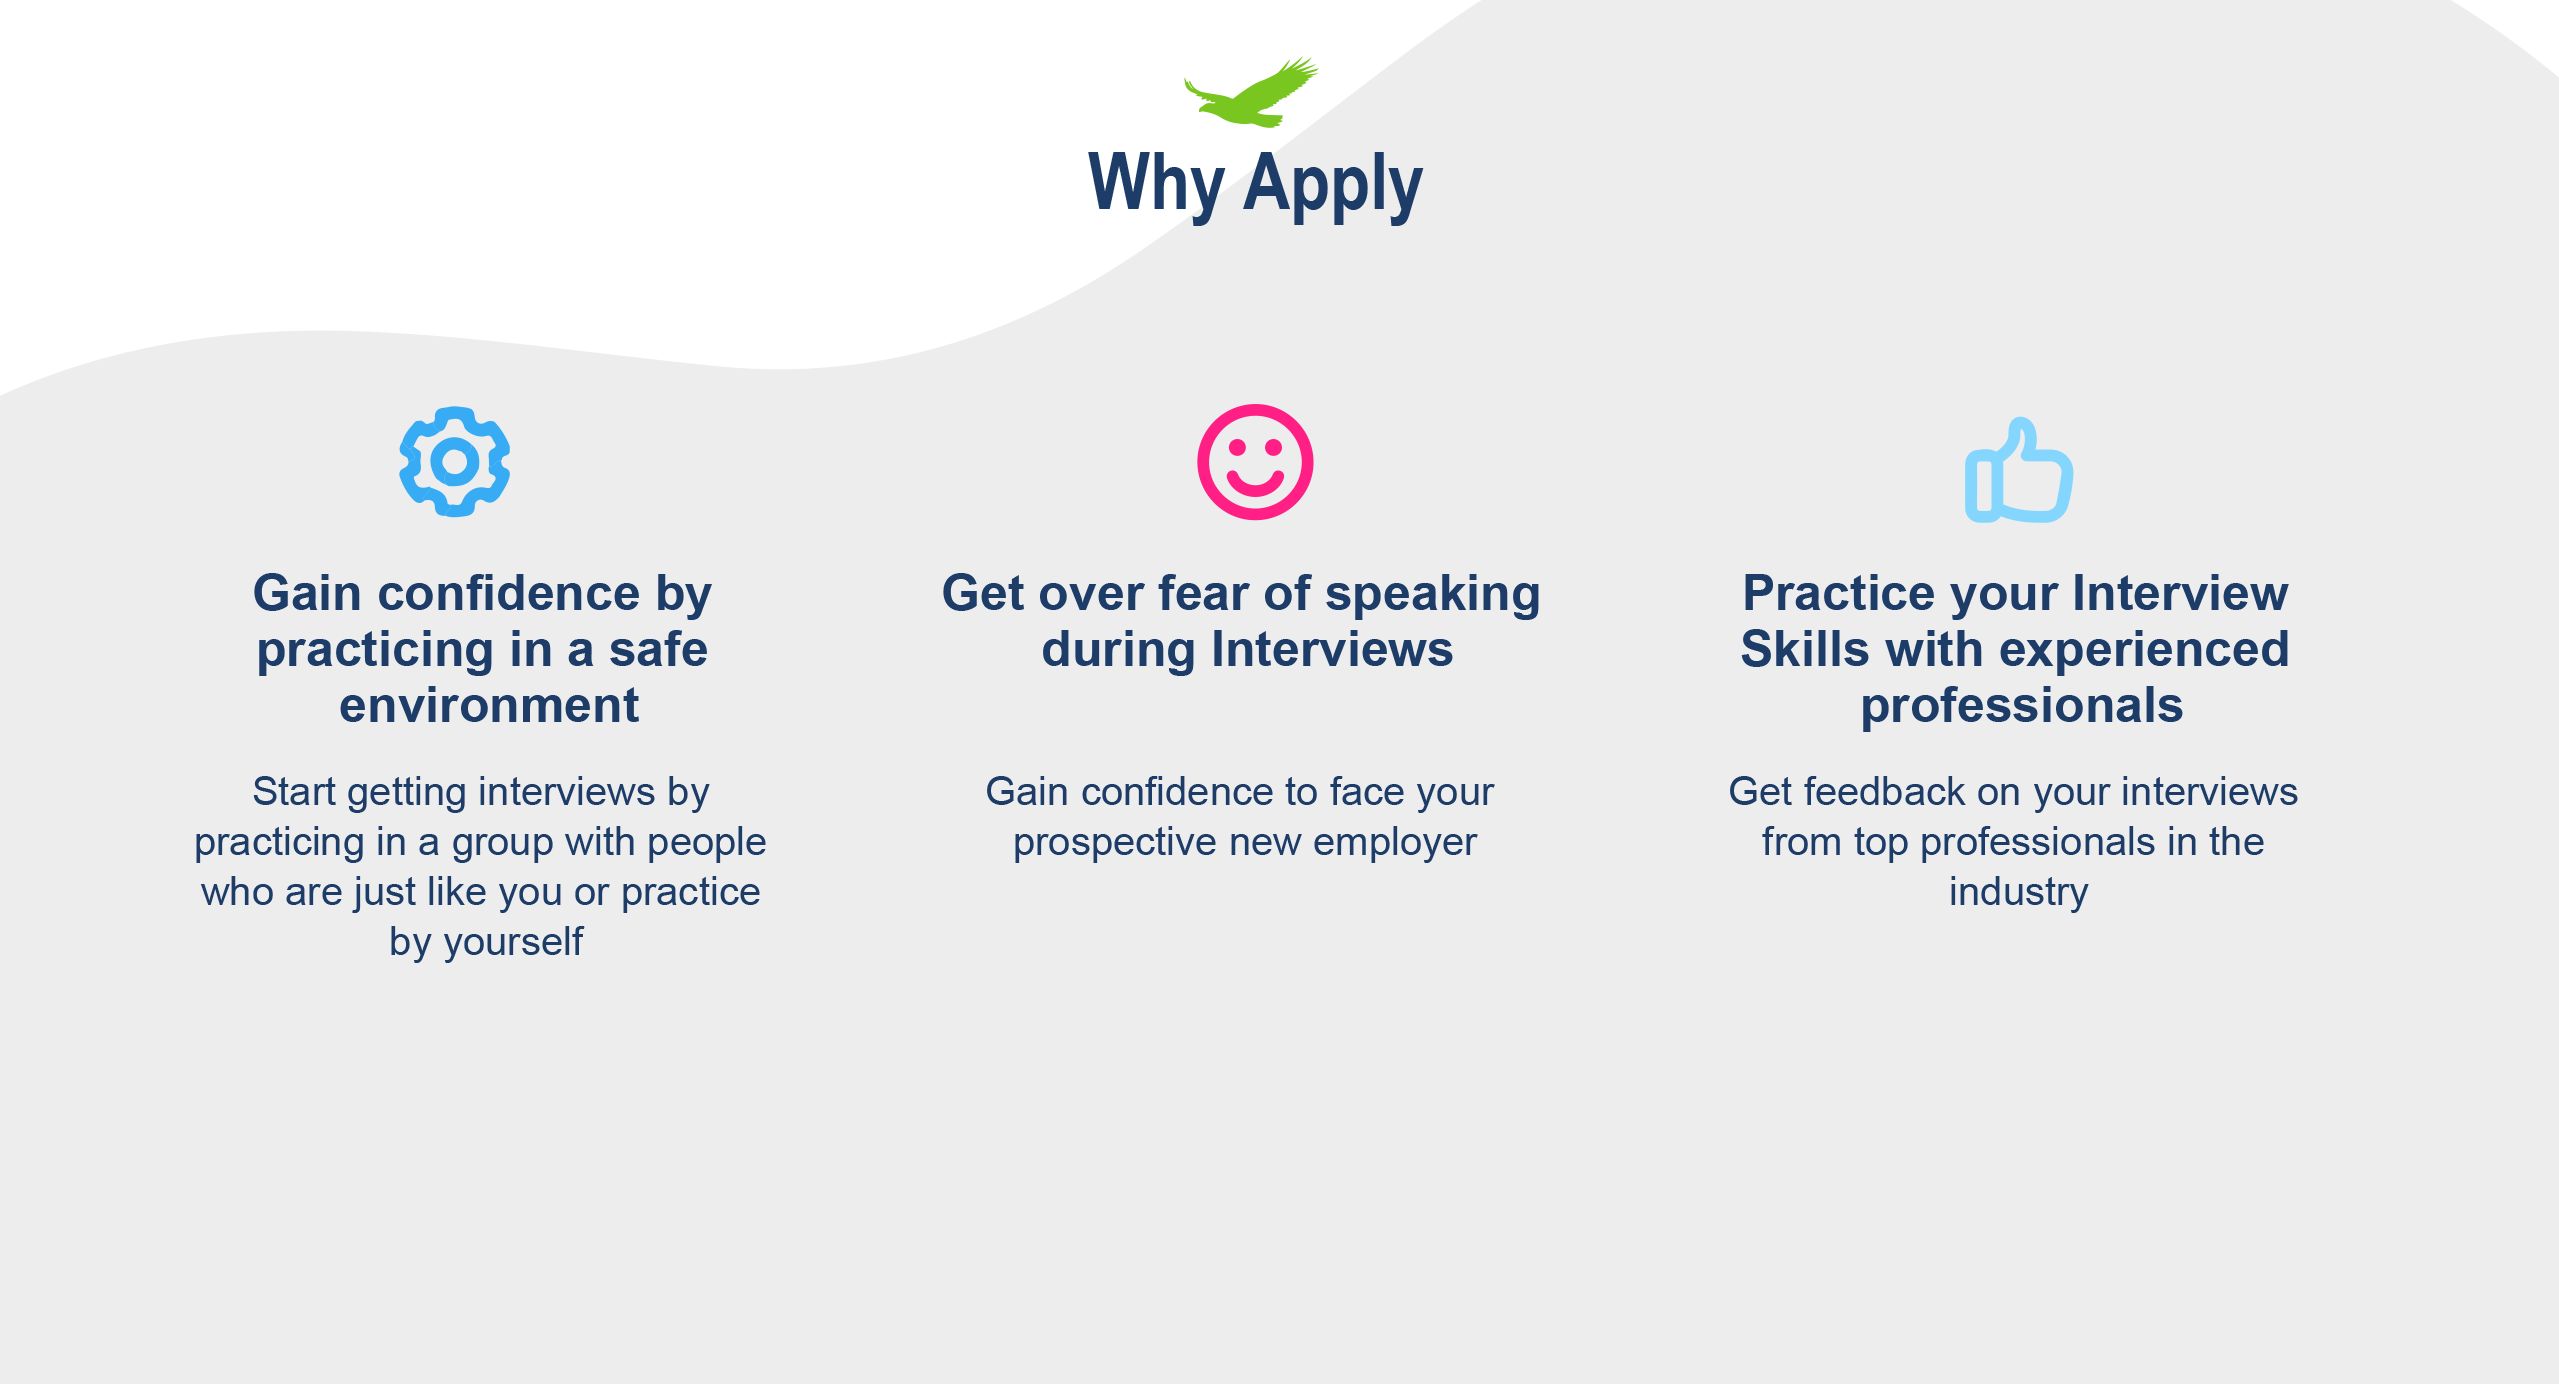 Why Apply
Gain confidence by
practicing in a safe
environment
Start getting interviews by
practicing in a group with people
who are just like you or practice
by yourself
Get over fear of speaking
during Interviews
Gain confidence to face your
prospective new employer
Practice your Interview
Skills with experienced
professionals
Get feedback on your interviews
from top professionals in the
industry